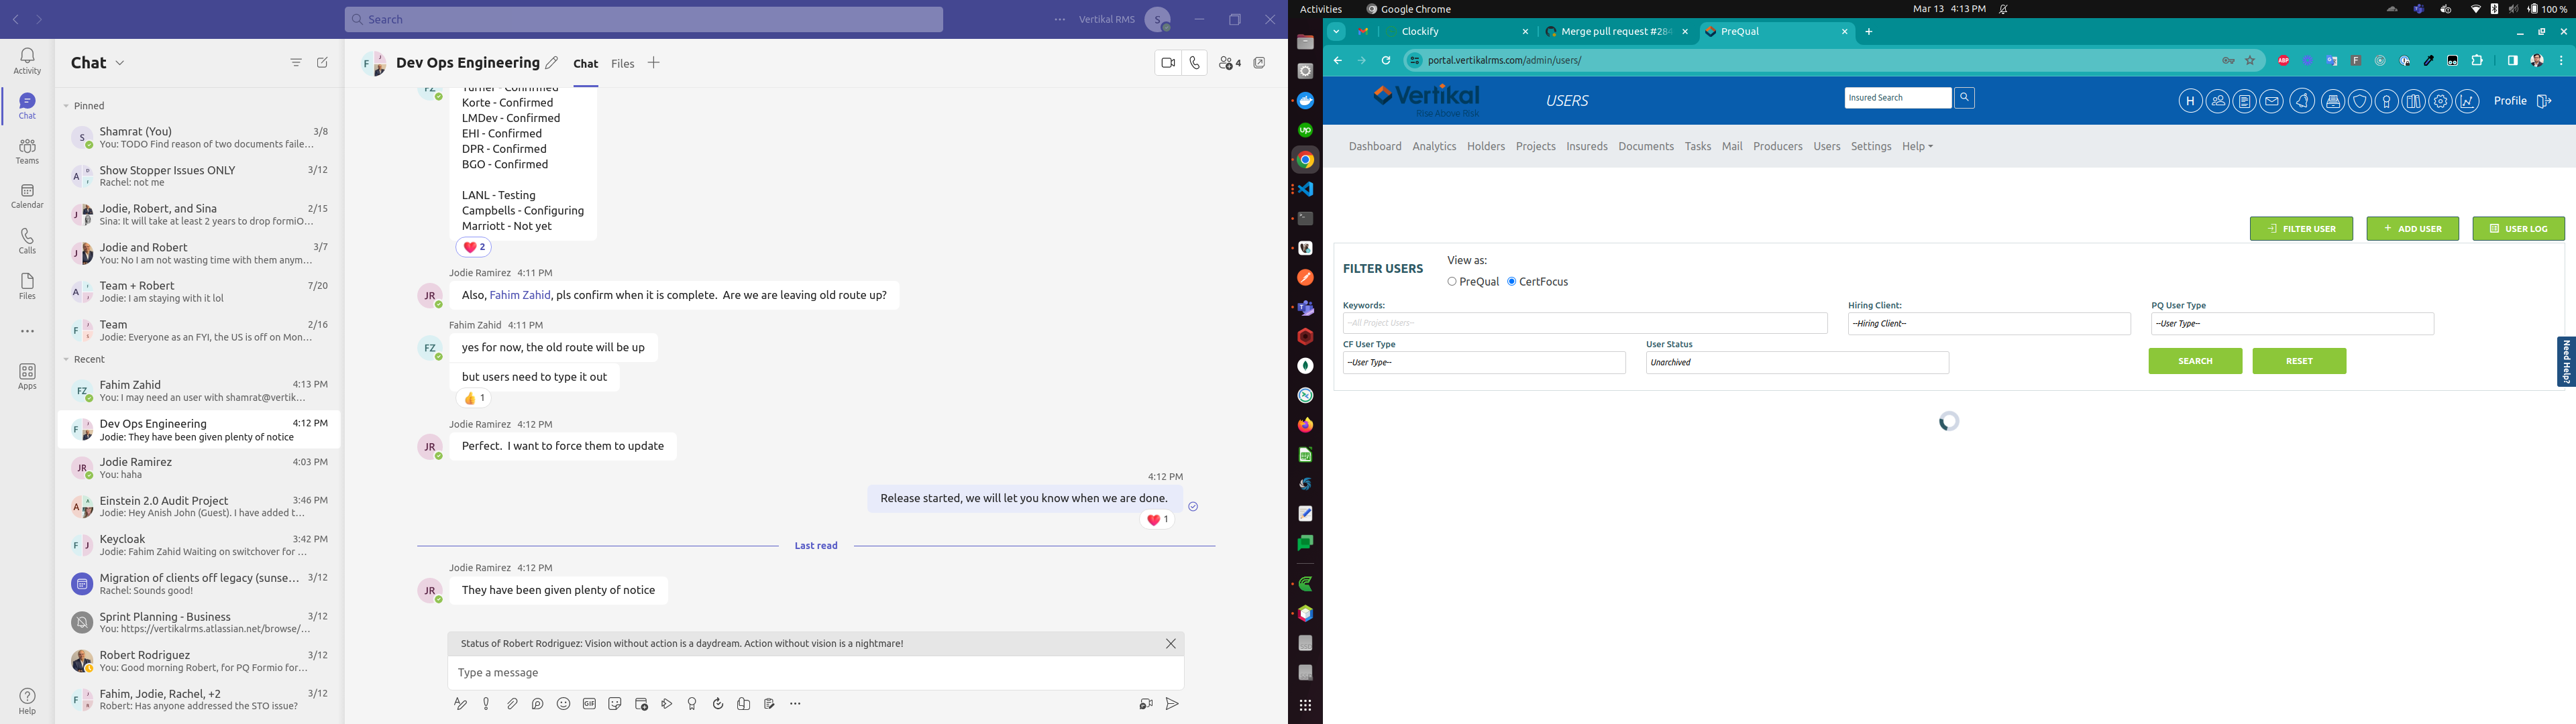 Search
Vertikal RMS
S
Activity
Chat
Teams
Calendar
Calls
Files
Apps
Help
Chat
Pinned
Shamrat (You) 3/8
You: TODO Find reason of two documents faile...
Show Stopper Issues ONLY 3/12
Rachel: not me
Jodie, Robert, and Sina 2/15
Sina: It will take at least 2 years to drop formiO...
Jodie and Robert 3/7
You: No I am not wasting time with them anym...
Team + Robert 7/20
Jodie: I am staying with it lol
Team 2/16
Jodie: Everyone as an FYI, the US is off on Mon...
Recent
Fahim Zahid 4:13 PM
You: I may need an user with shamrat@vertik...
Dev Ops Engineering 4:12 PM
Jodie: They have been given plenty of notice
Jodie Ramirez 4:03 PM
You: haha
Einstein 2.0 Audit Project 3:46 PM
Jodie: Hey Anish John (Guest). I have added t...
Keycloak 3:42 PM
Jodie: Fahim Zahid Waiting on switchover for ...
Migration of clients off legacy (sunse... 3/12
Rachel: Sounds good!
Sprint Planning - Business 3/12
You: https://vertikalrms.atlassian.net/browse/...
Robert Rodriguez 3/12
You: Good morning Robert, for PQ Formio for...
Fahim, Jodie, Rachel, +2 3/12
Robert: Has anyone addressed the STO issue?
Dev Ops Engineering Chat Files 4
Turner - Confirmed
Korte - Confirmed
LMDev - Confirmed
EHI - Confirmed
DPR - Confirmed
BGO - Confirmed
LANL - Testing
Campbells - Configuring
Marriott - Not yet
2
Jodie Ramirez 4:11 PM
JR
Also, Fahim Zahid, pls confirm when it is complete. Are we are leaving old route up?
Fahim Zahid 4:11 PM
FZ
yes for now, the old route will be up
but users need to type it out
1
Jodie Ramirez 4:12 PM
JR
Perfect. I want to force them to update
4:12 PM
Release started, we will let you know when we are done.
1
Last read
Jodie Ramirez 4:12 PM
JR
They have been given plenty of notice
Status of Robert Rodriguez: Vision without action is a daydream. Action without vision is a nightmare!
Type a message
Activities Google Chrome Mar 13 4:13 PM 100 %
Clockify Merge pull request #284 PreQual
portal.vertikalrms.com/admin/users/
Vertikal
Rise Above Risk
USERS
Insured Search
H
Profile
Dashboard Analytics Holders Projects Insureds Documents Tasks Mail Producers Users Settings Help
FILTER USER ADD USER USER LOG
FILTER USERS
View as:
PreQual CertFocus
Keywords: Hiring Client: PQ User Type
--All Project Users-- --Hiring Client-- --User Type--
CF User Type User Status
--User Type-- Unarchived
SEARCH RESET
Need Help?